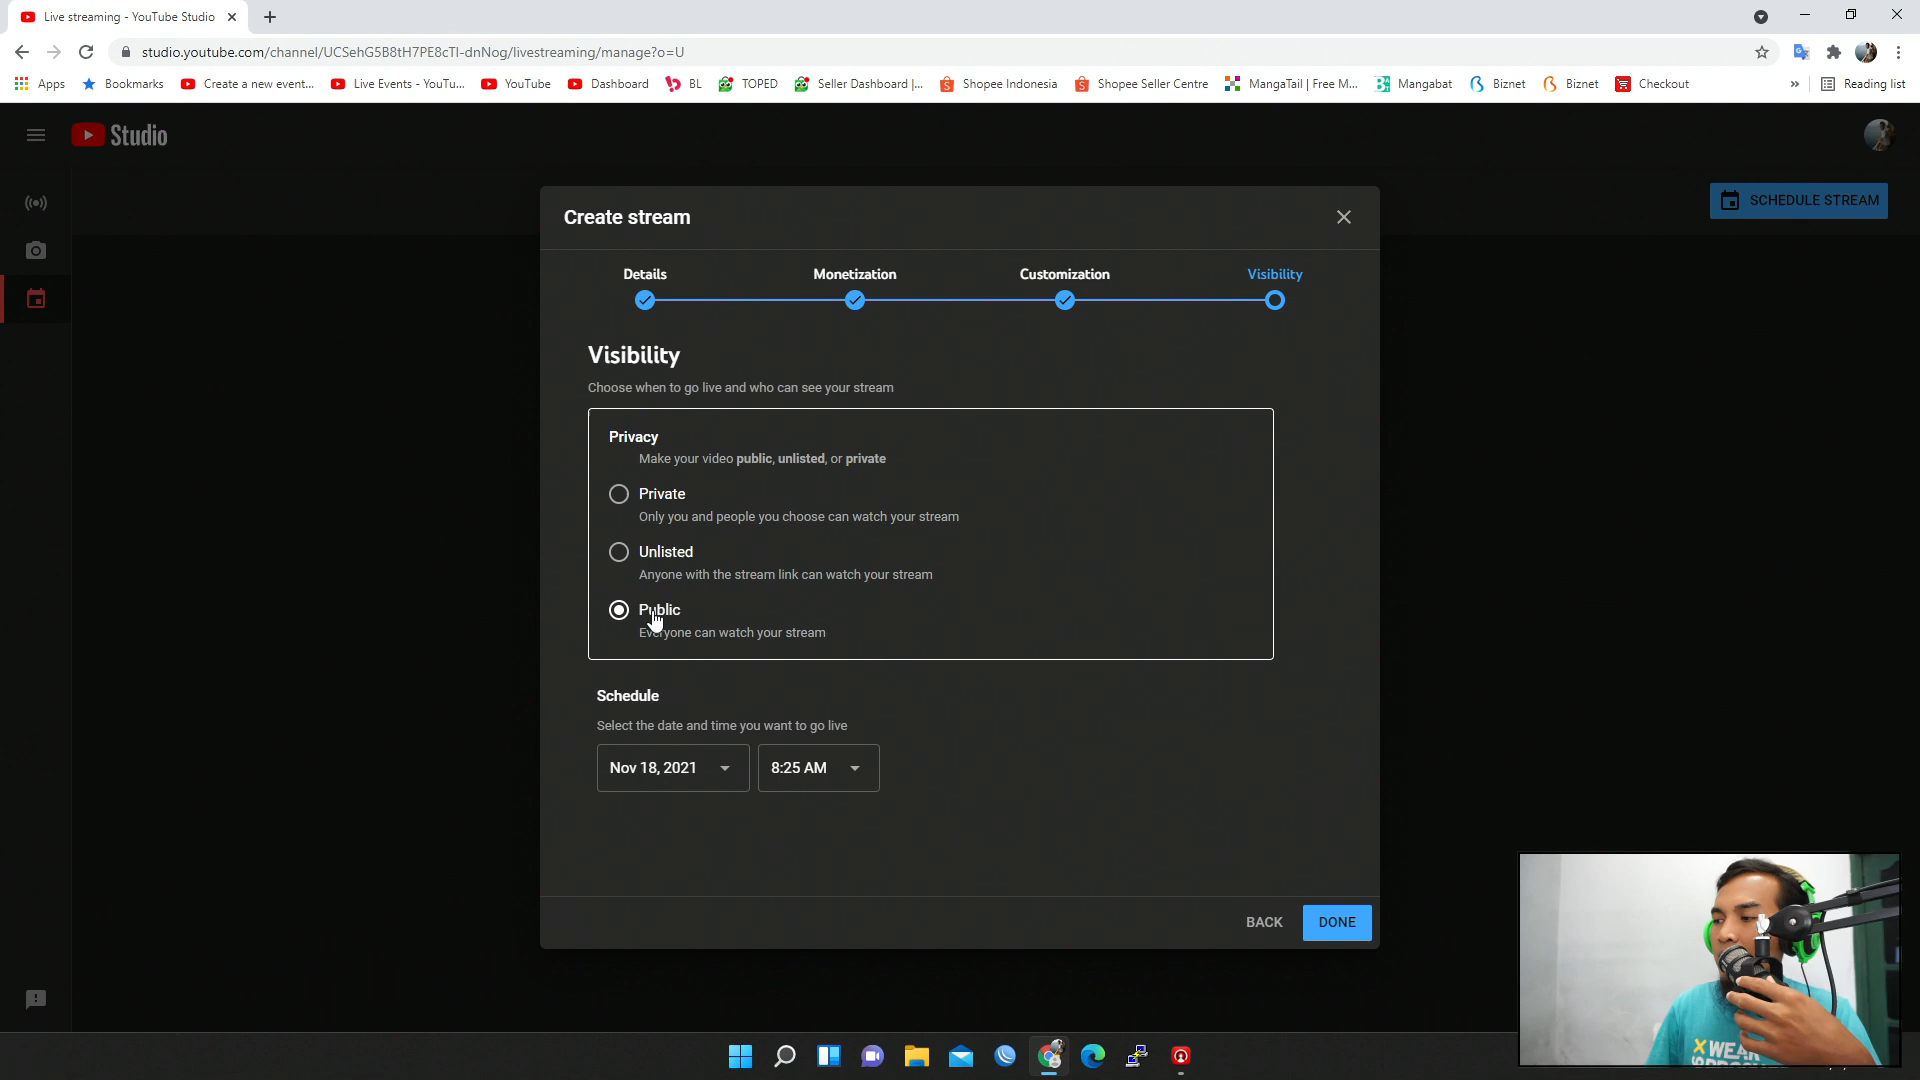 Live streaming - YouTube Studio
studio.youtube.com/channel/UCSehG5B8tH7PE8cTI-dnNog/livestreaming/manage?o=U
Apps Bookmarks Create a new event... Live Events - YouTu... YouTube Dashboard BL TOPED Seller Dashboard |... Shopee Indonesia Shopee Seller Centre MangaTail | Free M... Mangabat Biznet Biznet Checkout » Reading list
Studio
SCHEDULE STREAM
Create stream
Details Monetization Customization Visibility
Visibility
Choose when to go live and who can see your stream
Privacy
Make your video public, unlisted, or private
Private
Only you and people you choose can watch your stream
Unlisted
Anyone with the stream link can watch your stream
Public
Everyone can watch your stream
Schedule
Select the date and time you want to go live
Nov 18, 2021 8:25 AM
BACK DONE
WEAR